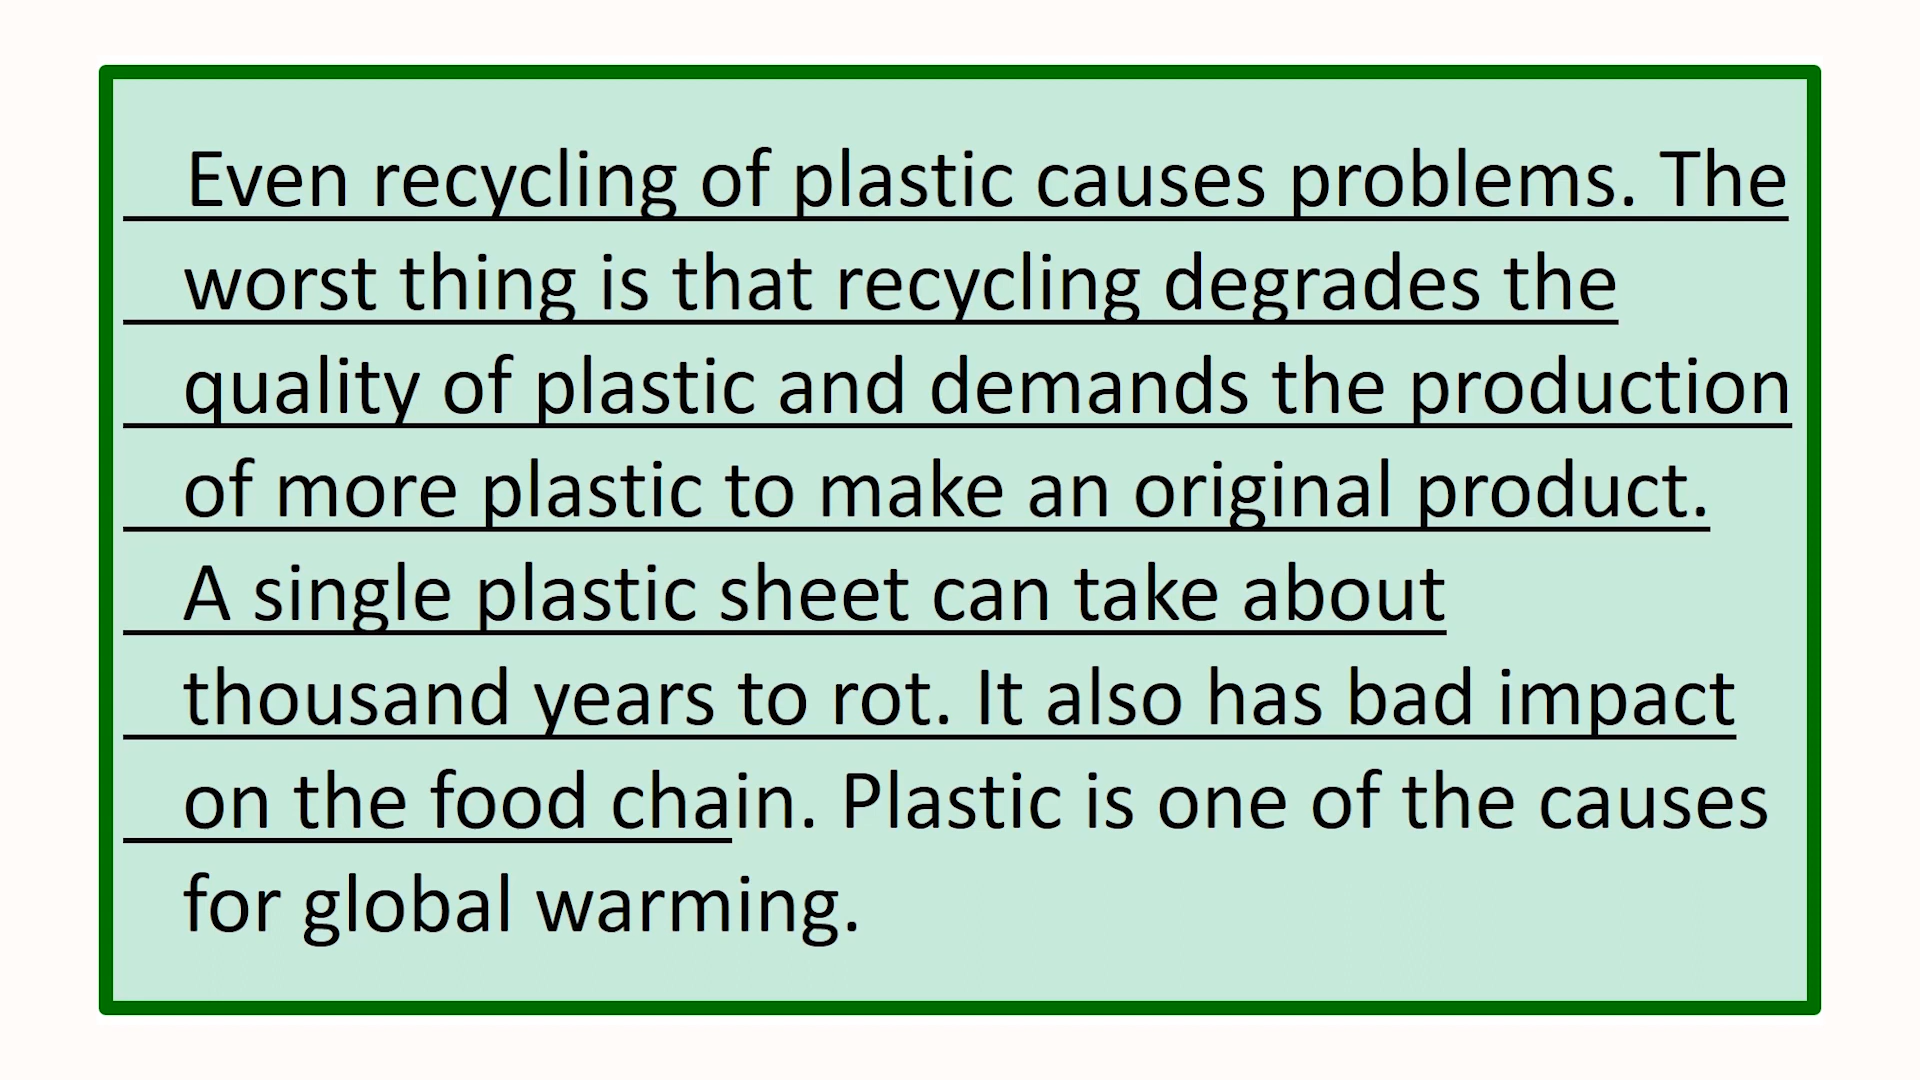 Even recycling of plastic causes problems. The
worst thing is that recycling degrades the
quality of plastic and demands the production
of more plastic to make an original product.
A single plastic sheet can take about
thousand years to rot. It also has bad impact
on the food chain. Plastic is one of the causes
for global warming.